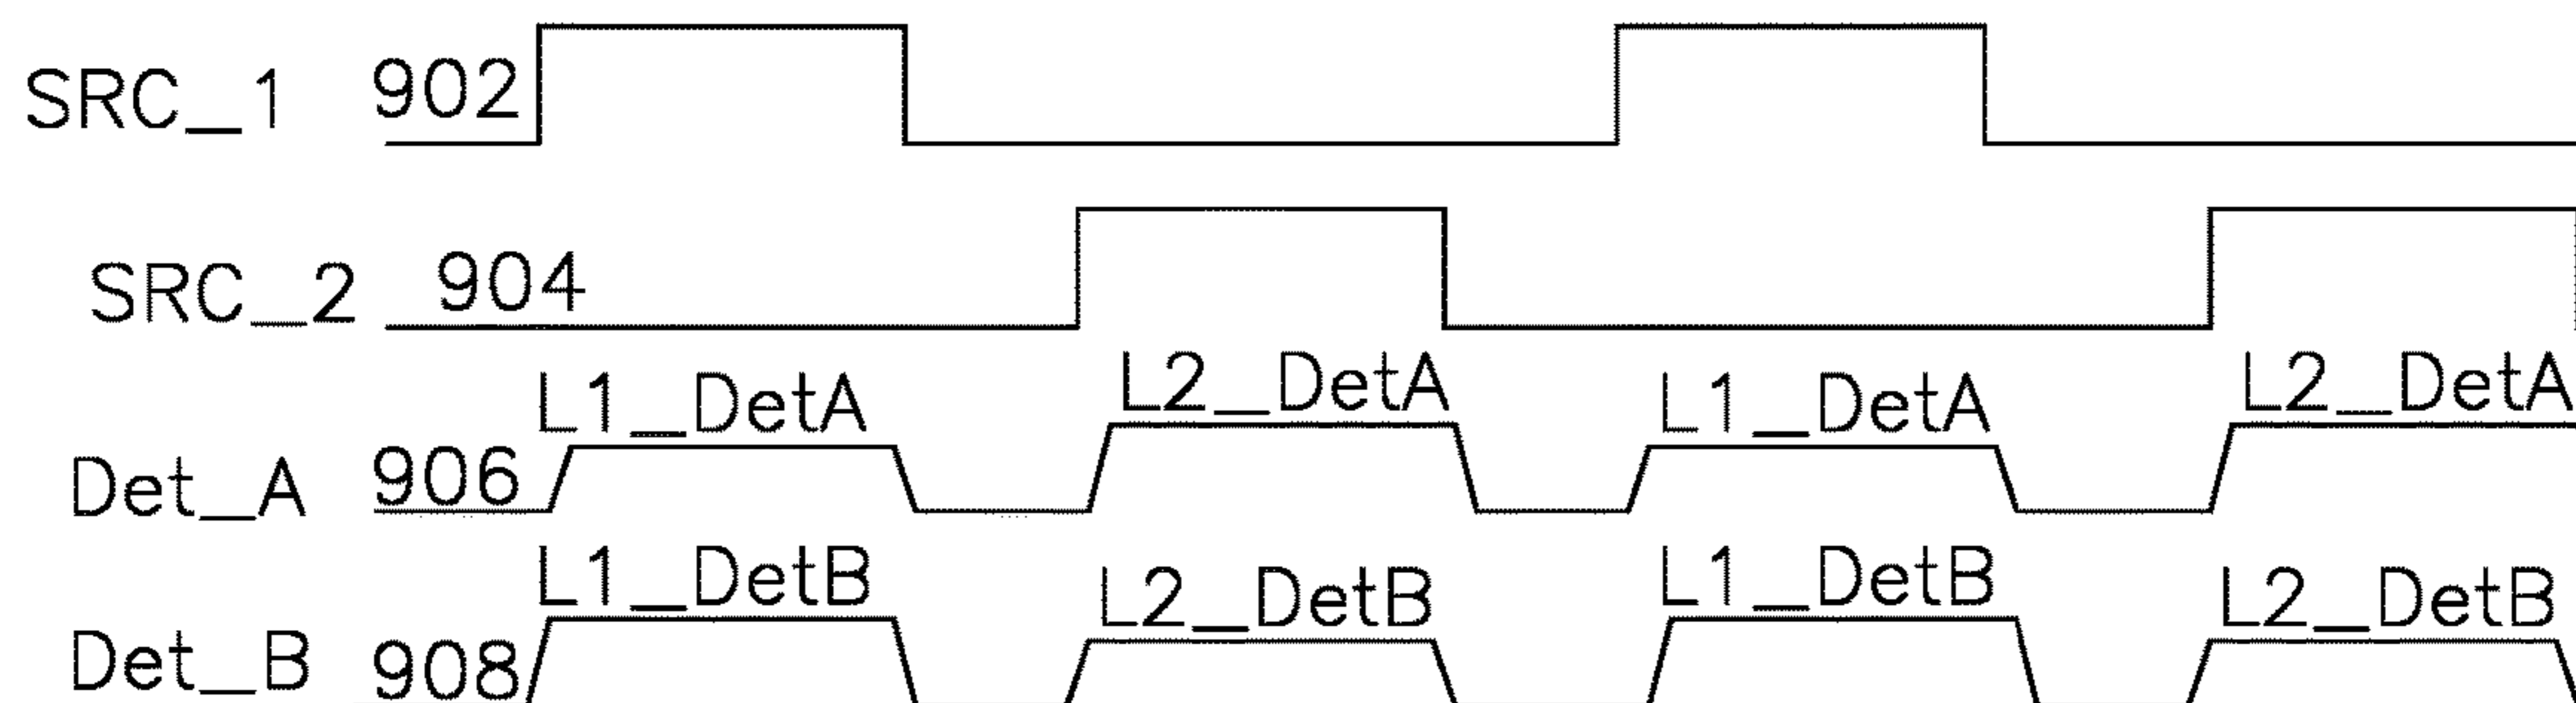 SRC_1 902
SRC_2 904
L1_DetA L2_DetA L1_DetA L2_DetA
Det_A 906
L1_DetB L2_DetB L1_DetB L2_DetB
Det_B 908